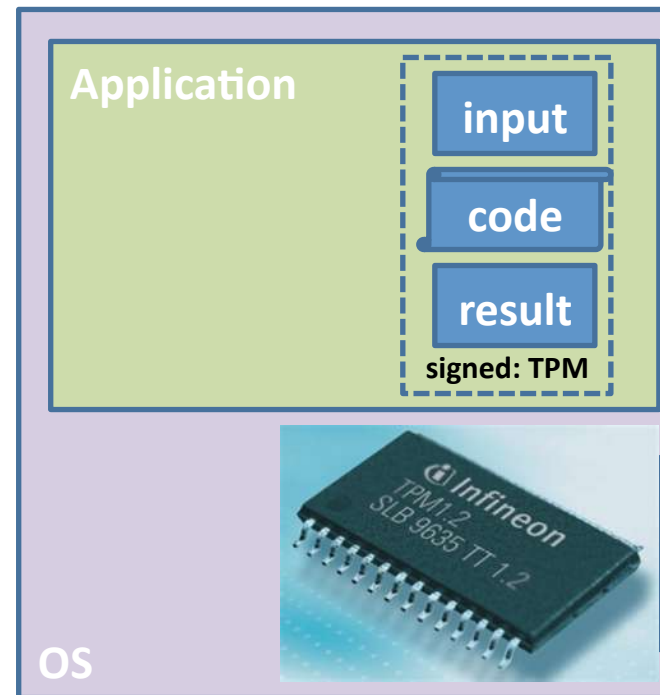 Application
input
code
result
signed: TPM
Infineon
TPM1.2
SLB 9635 TT 1.2
OS